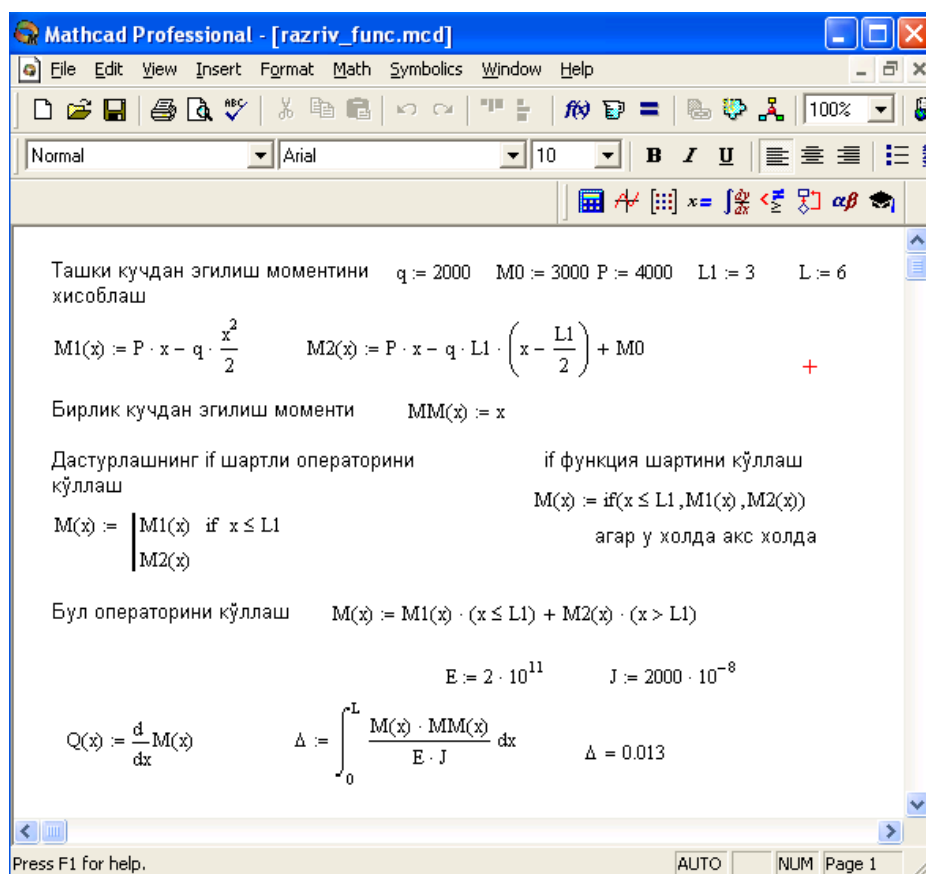 Mathcad Professional - [razriv_func.mcd]
File Edit View Insert Format Math Symbolics Window Help
100%
Normal Arial 10 B I U
Ташки кучдан эгилиш моментини хисоблаш q := 2000 M0 := 3000 P := 4000 L1 := 3 L := 6
M1(x) := P · x − q · x²/2 M2(x) := P · x − q · L1 · (x − L1/2) + M0
Бирлик кучдан эгилиш моменти MM(x) := x
Дастурлашнинг if шартли операторини
кўллаш
if функция шартини кўллаш
M(x) := if(x ≤ L1, M1(x), M2(x))
агар у холда акс холда
M(x) := | M1(x) if x ≤ L1
M2(x)
Бул операторини кўллаш M(x) := M1(x) · (x ≤ L1) + M2(x) · (x > L1)
E := 2 · 10¹¹ J := 2000 · 10⁻⁸
Q(x) := d/dx M(x) Δ := ∫₀ᴸ M(x) · MM(x) / E · J dx Δ = 0.013
Press F1 for help. AUTO NUM Page 1